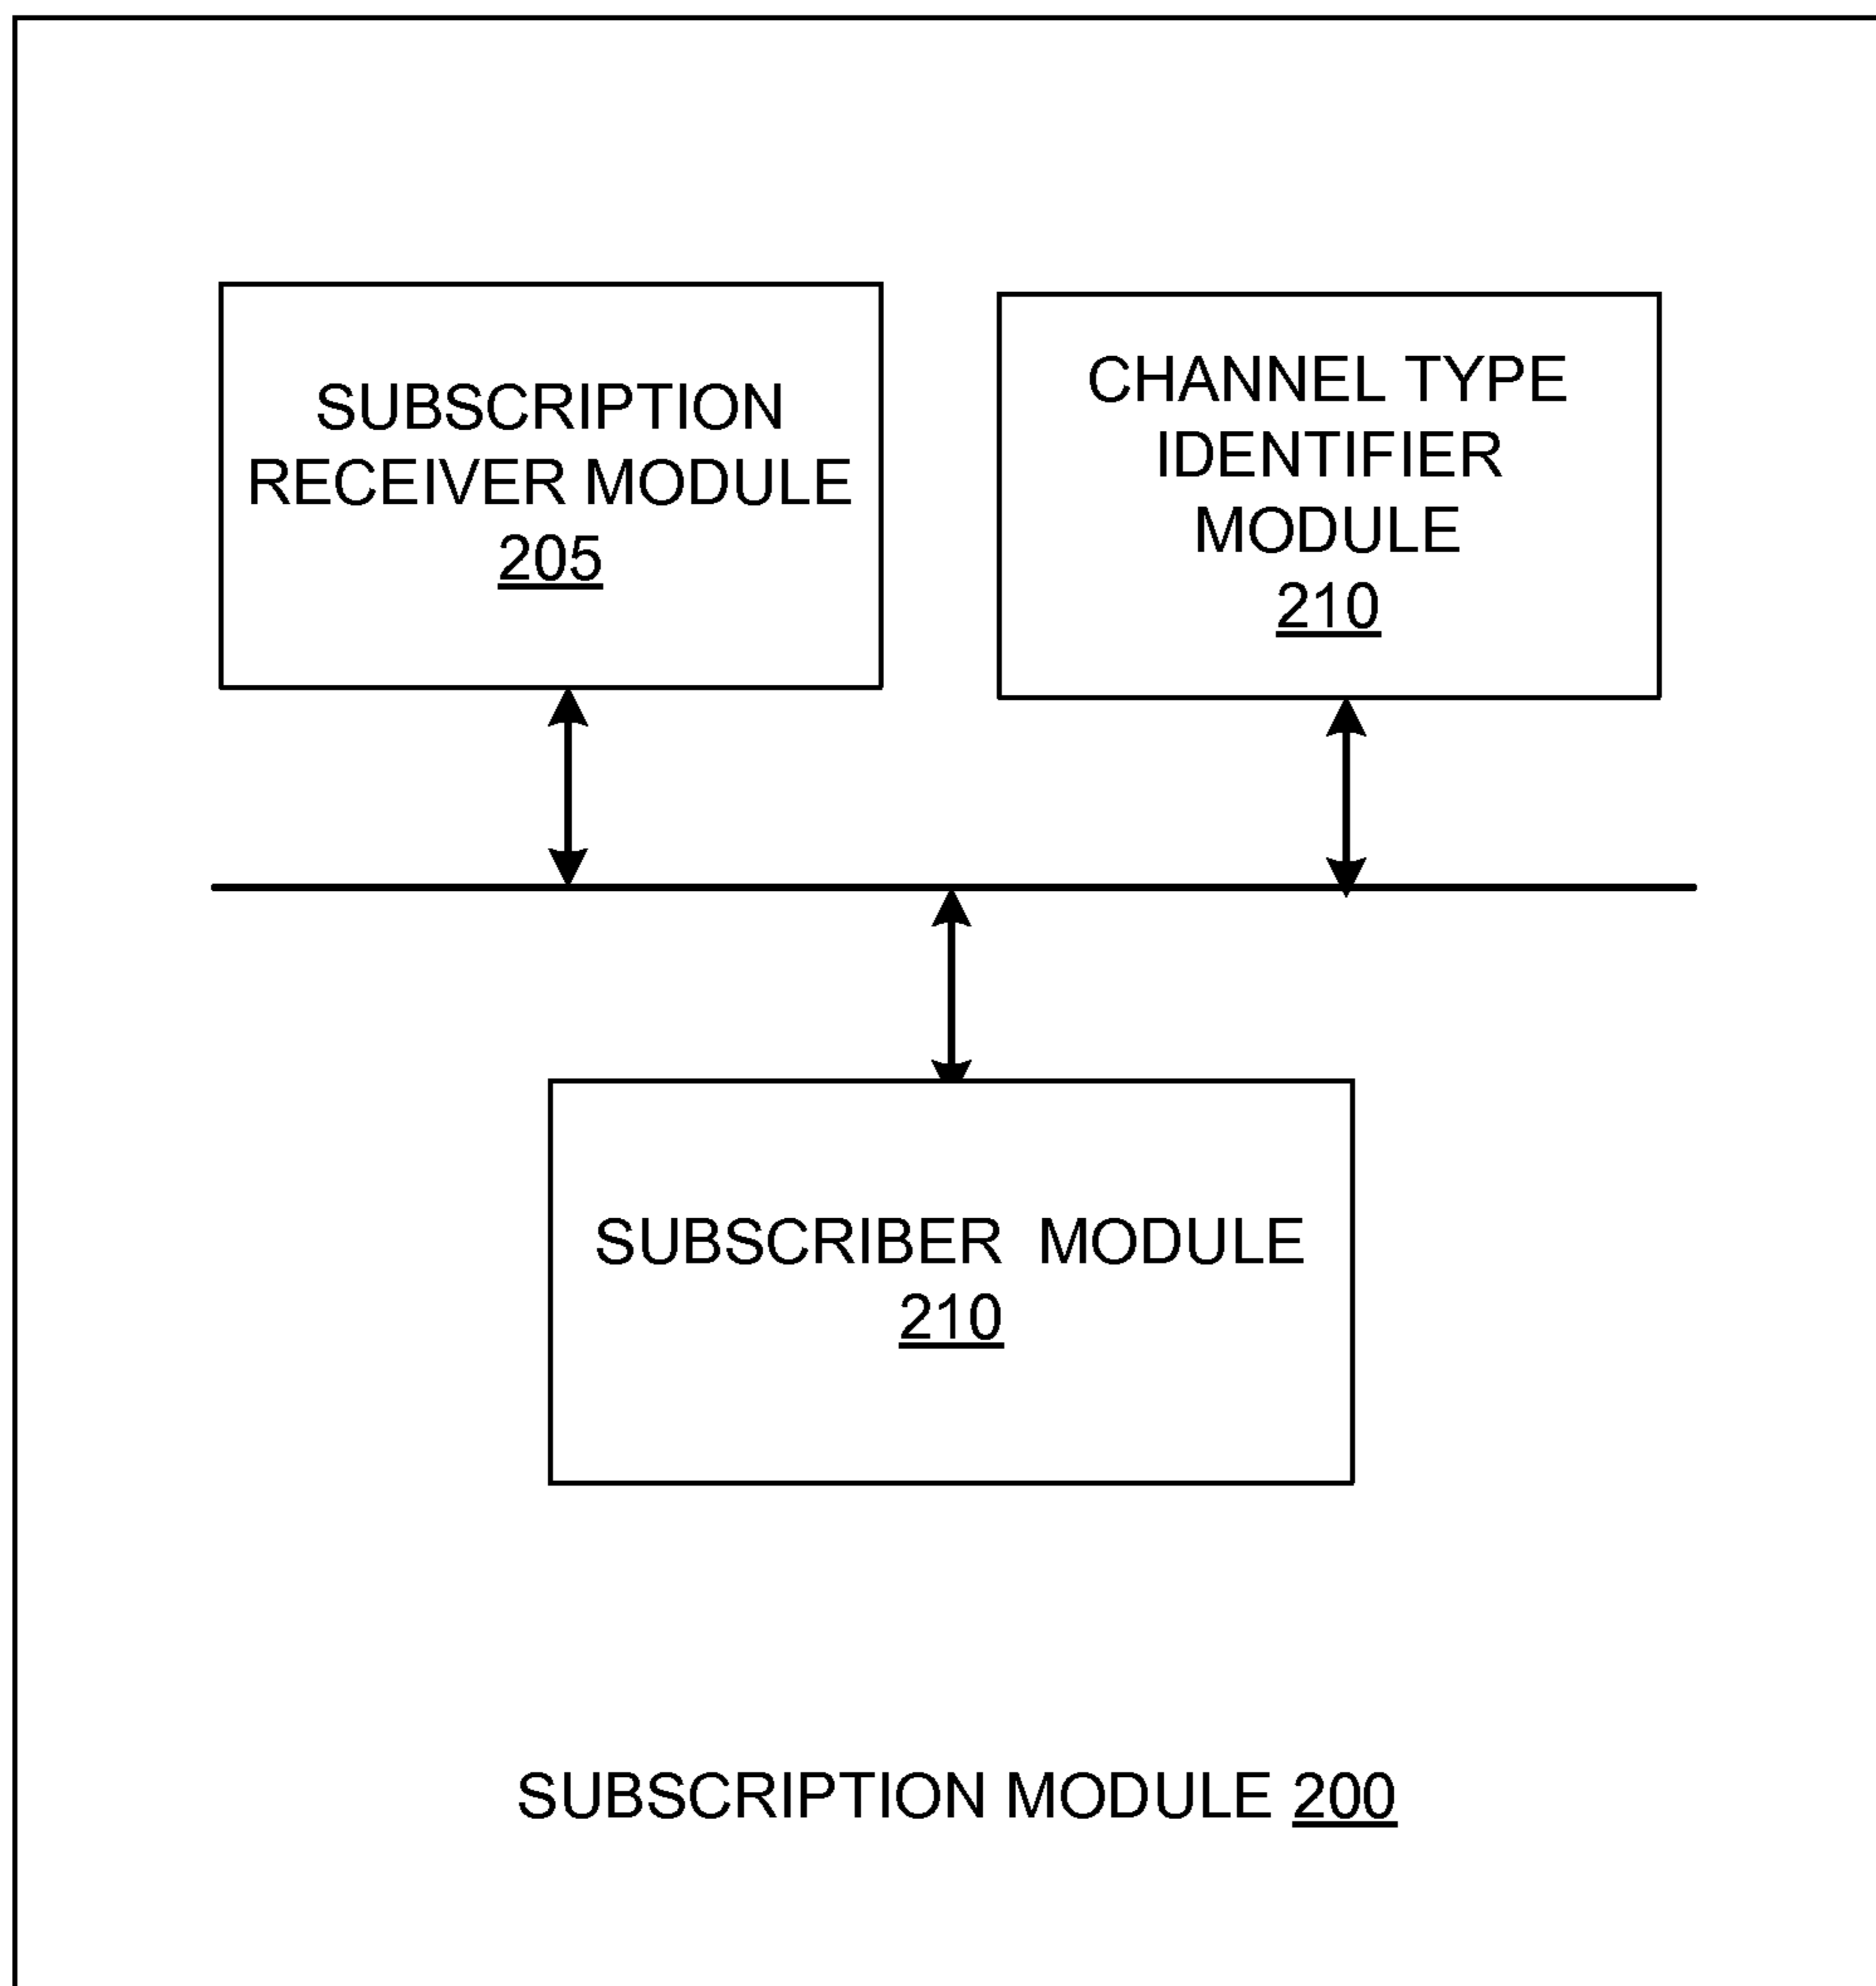 SUBSCRIPTION
RECEIVER MODULE
205
CHANNEL TYPE
IDENTIFIER
MODULE
210
SUBSCRIBER MODULE
210
SUBSCRIPTION MODULE 200